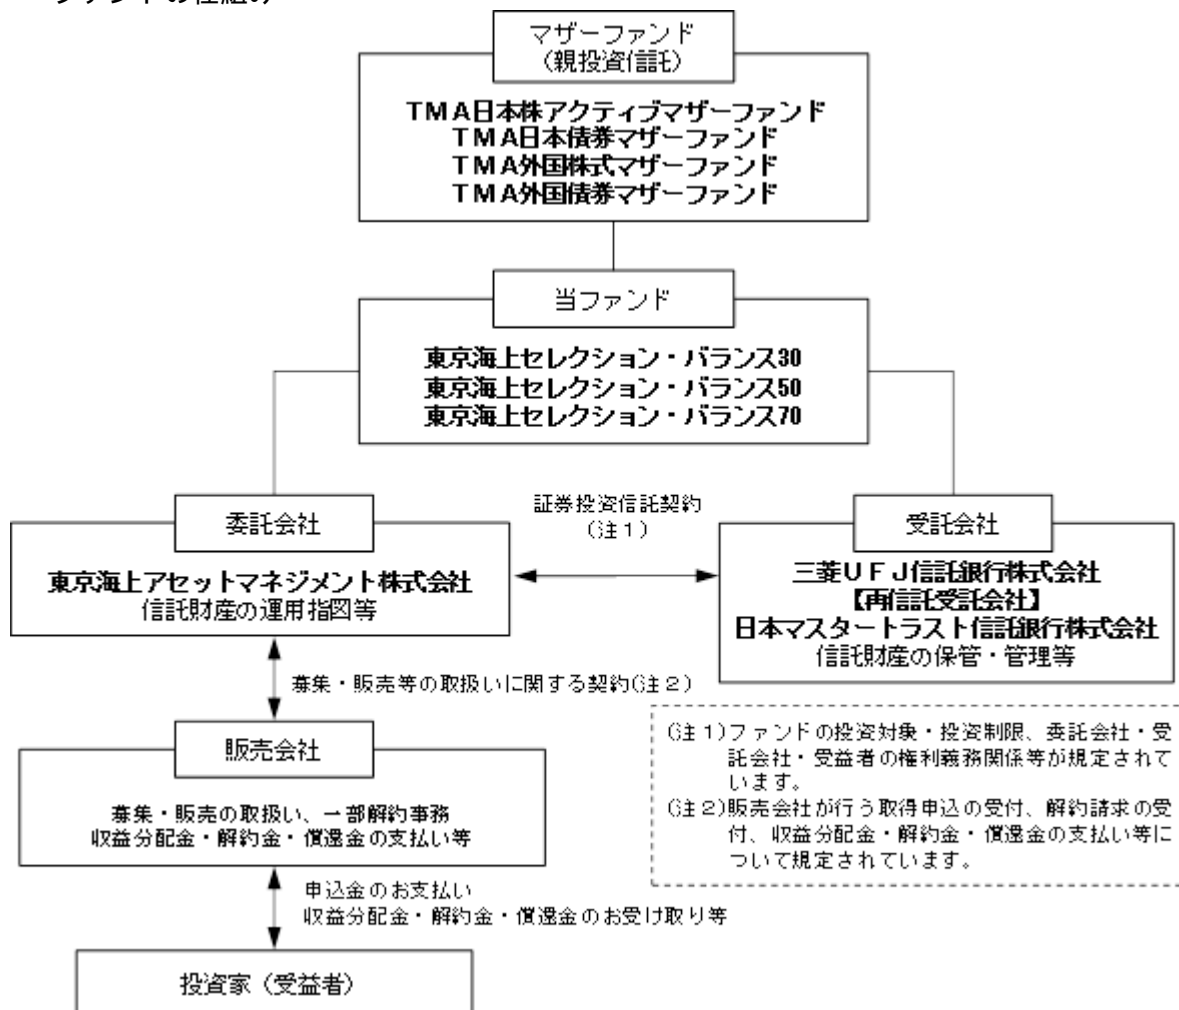 ファンドの仕組み
マザーファンド
(親投資信託)
TMA日本株アクティブマザーファンド
TMA日本債券マザーファンド
TMA外国株式マザーファンド
TMA外国債券マザーファンド
当ファンド
東京海上セレクション・バランス30
東京海上セレクション・バランス50
東京海上セレクション・バランス70
委託会社
東京海上アセットマネジメント株式会社
信託財産の運用指図等
証券投資信託契約
(注1)
受託会社
三菱UFJ信託銀行株式会社
【再信託受託会社】
日本マスタートラスト信託銀行株式会社
信託財産の保管・管理等
募集・販売等の取扱いに関する契約(注2)
販売会社
募集・販売の取扱い、一部解約事務
収益分配金・解約金・償還金の支払い等
(注1)ファンドの投資対象・投資制限、委託会社・受
託会社・受益者の権利義務関係等が規定されて
います。
(注2)販売会社が行う取得申込の受付、解約請求の受
付、収益分配金・解約金・償還金の支払い等に
ついて規定されています。
申込金のお支払い
収益分配金・解約金・償還金のお受け取り等
投資家(受益者)